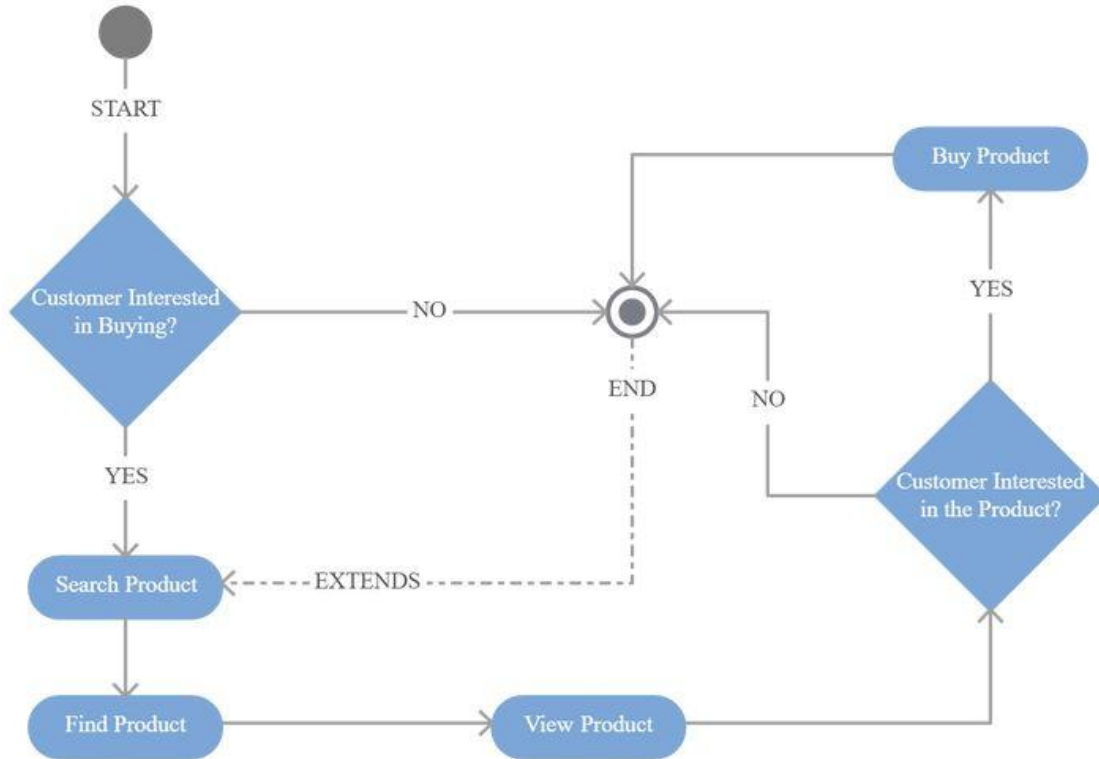 START
Buy Product
Customer Interested
in Buying?
NO
YES
END
NO
YES
Customer Interested
in the Product?
Search Product
EXTENDS
Find Product
View Product